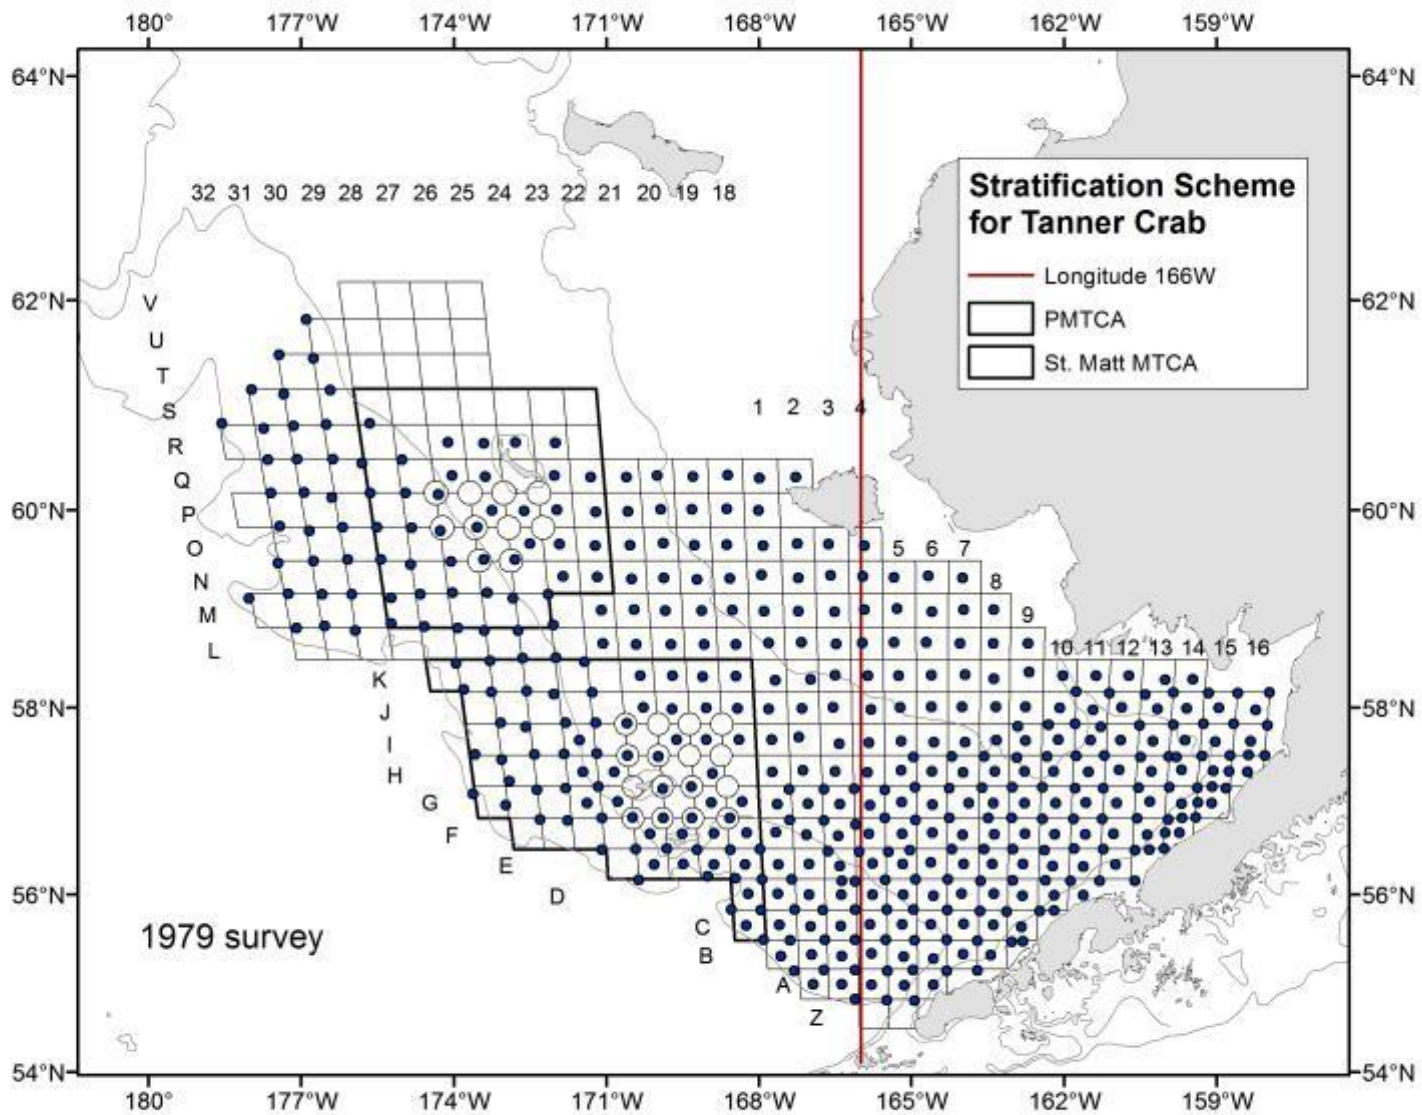 180° 177°W 174°W 171°W 168°W 165°W 162°W 159°W
64°N 64°N
32 31 30 29 28 27 26 25 24 23 22 21 20 19 18
Stratification Scheme
for Tanner Crab
Longitude 166W
PMTCA
St. Matt MTCA
62°N 62°N
V
U
T
S
1 2 3 4
R
Q
P
60°N 60°N
O
5 6 7
N
8
M
9
L
10 11 12 13 14 15 16
K
J
58°N 58°N
I
H
G
F
E
D
56°N 56°N
C
1979 survey
B
A
Z
54°N 54°N
180° 177°W 174°W 171°W 168°W 165°W 162°W 159°W